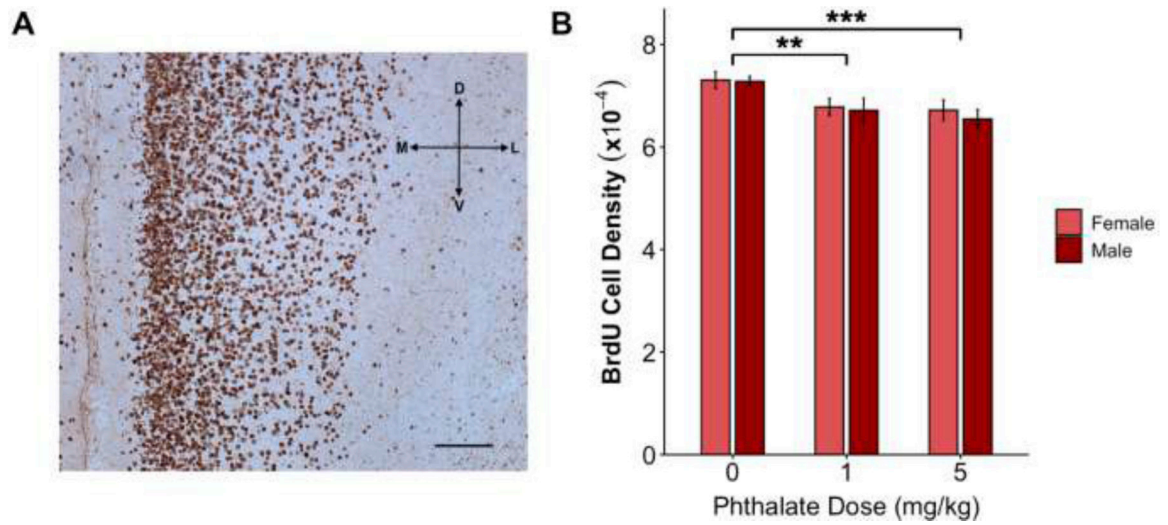 A
D
M L
V
B
***
**
8
6
4
2
0
BrdU Cell Density (x10⁻⁴)
0 1 5
Phthalate Dose (mg/kg)
Female
Male